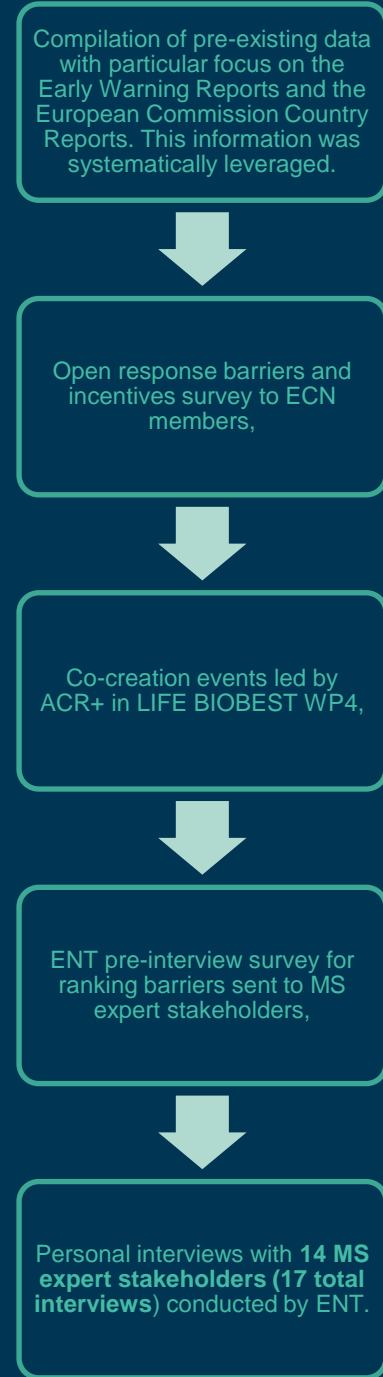 Compilation of pre-existing data
with particular focus on the
Early Warning Reports and the
European Commission Country
Reports. This information was
systematically leveraged.
Open response barriers and
incentives survey to ECN
members,
Co-creation events led by
ACR+ in LIFE BIOBEST WP4,
ENT pre-interview survey for
ranking barriers sent to MS
expert stakeholders,
Personal interviews with 14 MS
expert stakeholders (17 total
interviews) conducted by ENT.